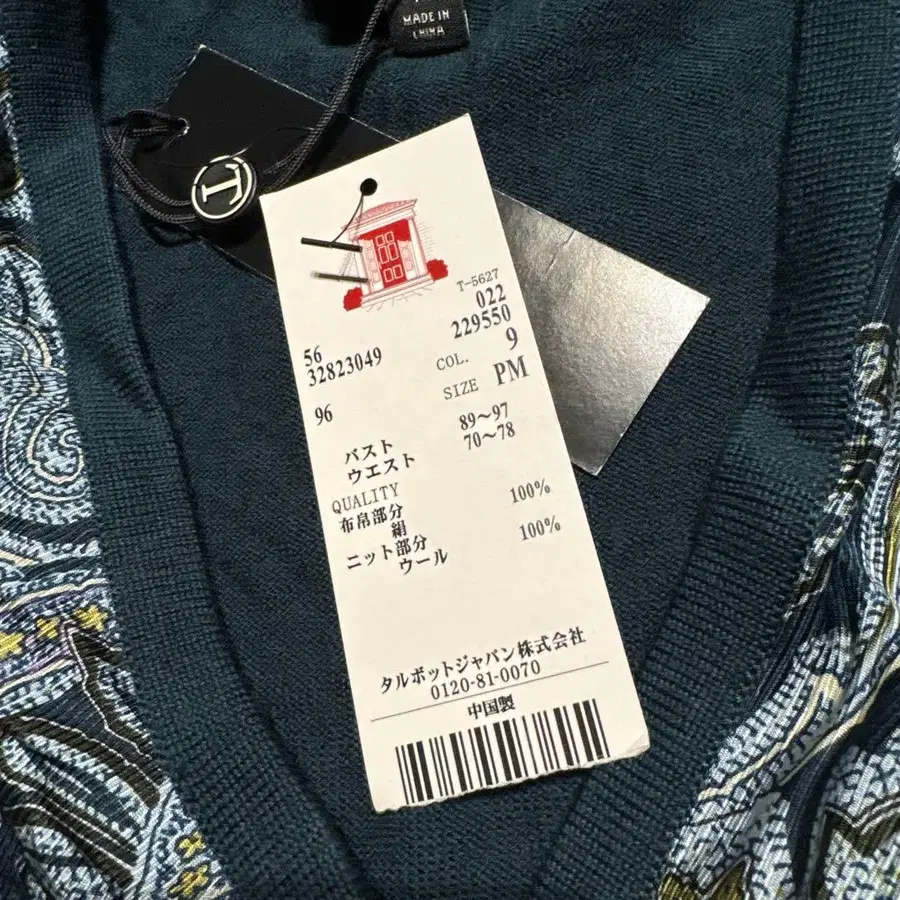 MADE IN
CHINA
T
T-5627
022
56 229550
32823049 COL. 9
96 SIZE PM
バスト 89〜97
ウエスト 70〜78
QUALITY
布帛部分
絹 100%
ニット部分
ウール 100%
タルボットジャパン株式会社
0120-81-0070
中国製